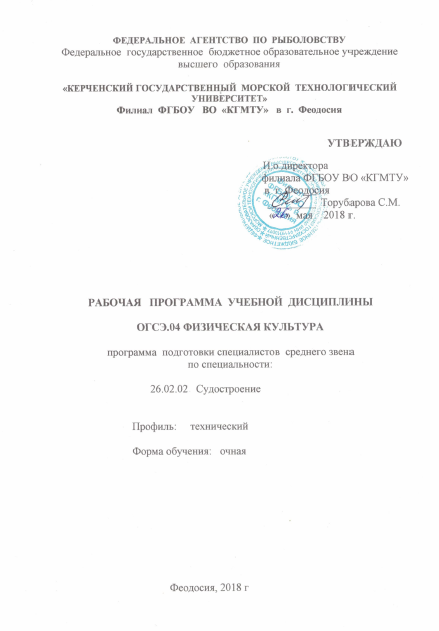 ФЕДЕРАЛЬНОЕ АГЕНТСТВО ПО РЫБОЛОВСТВУ
Федеральное государственное бюджетное образовательное учреждение
высшего образования
«КЕРЧЕНСКИЙ ГОСУДАРСТВЕННЫЙ МОРСКОЙ ТЕХНОЛОГИЧЕСКИЙ
УНИВЕРСИТЕТ»
Филиал ФГБОУ ВО «КГМТУ» в г. Феодосия
УТВЕРЖДАЮ
И.о директора
филиала ФГБОУ ВО «КГМТУ»
в г. Феодосия
Торубарова С.М.
мая 2018 г.
РАБОЧАЯ ПРОГРАММА УЧЕБНОЙ ДИСЦИПЛИНЫ
ОГСЭ.04 ФИЗИЧЕСКАЯ КУЛЬТУРА
программа подготовки специалистов среднего звена
по специальности:
26.02.02 Судостроение
Профиль: технический
Форма обучения: очная
Феодосия, 2018 г